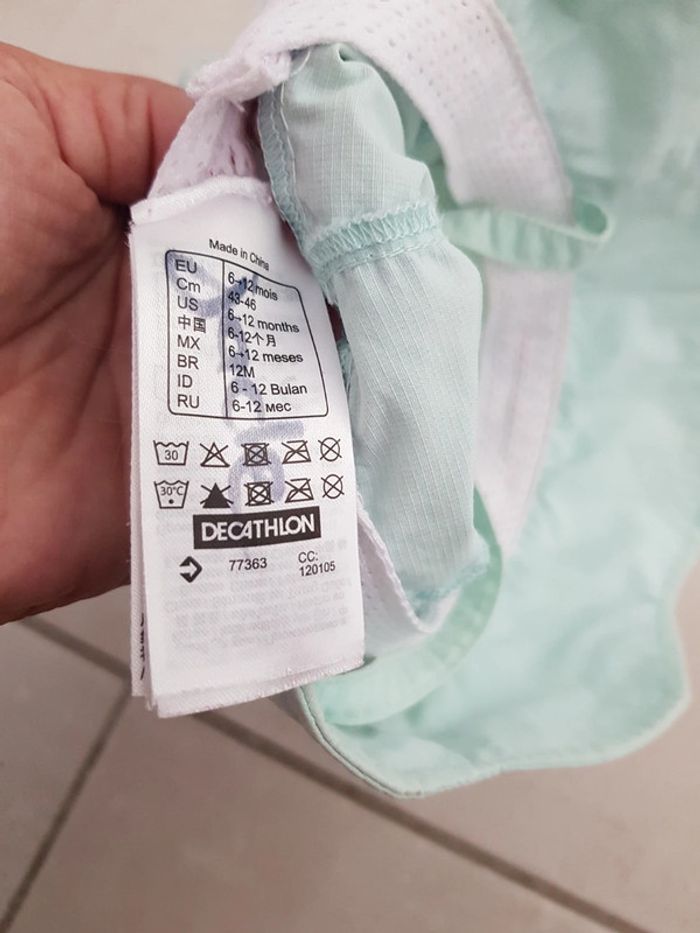 Made in China
EU 6-12 mois
Cm 43-46
US 6-12 months
中国 6-12个月
MX 6-12 meses
BR 12M
ID 6 - 12 Bulan
RU 6-12 мес
30
30°C
DECATHLON
77363 CC:
120105